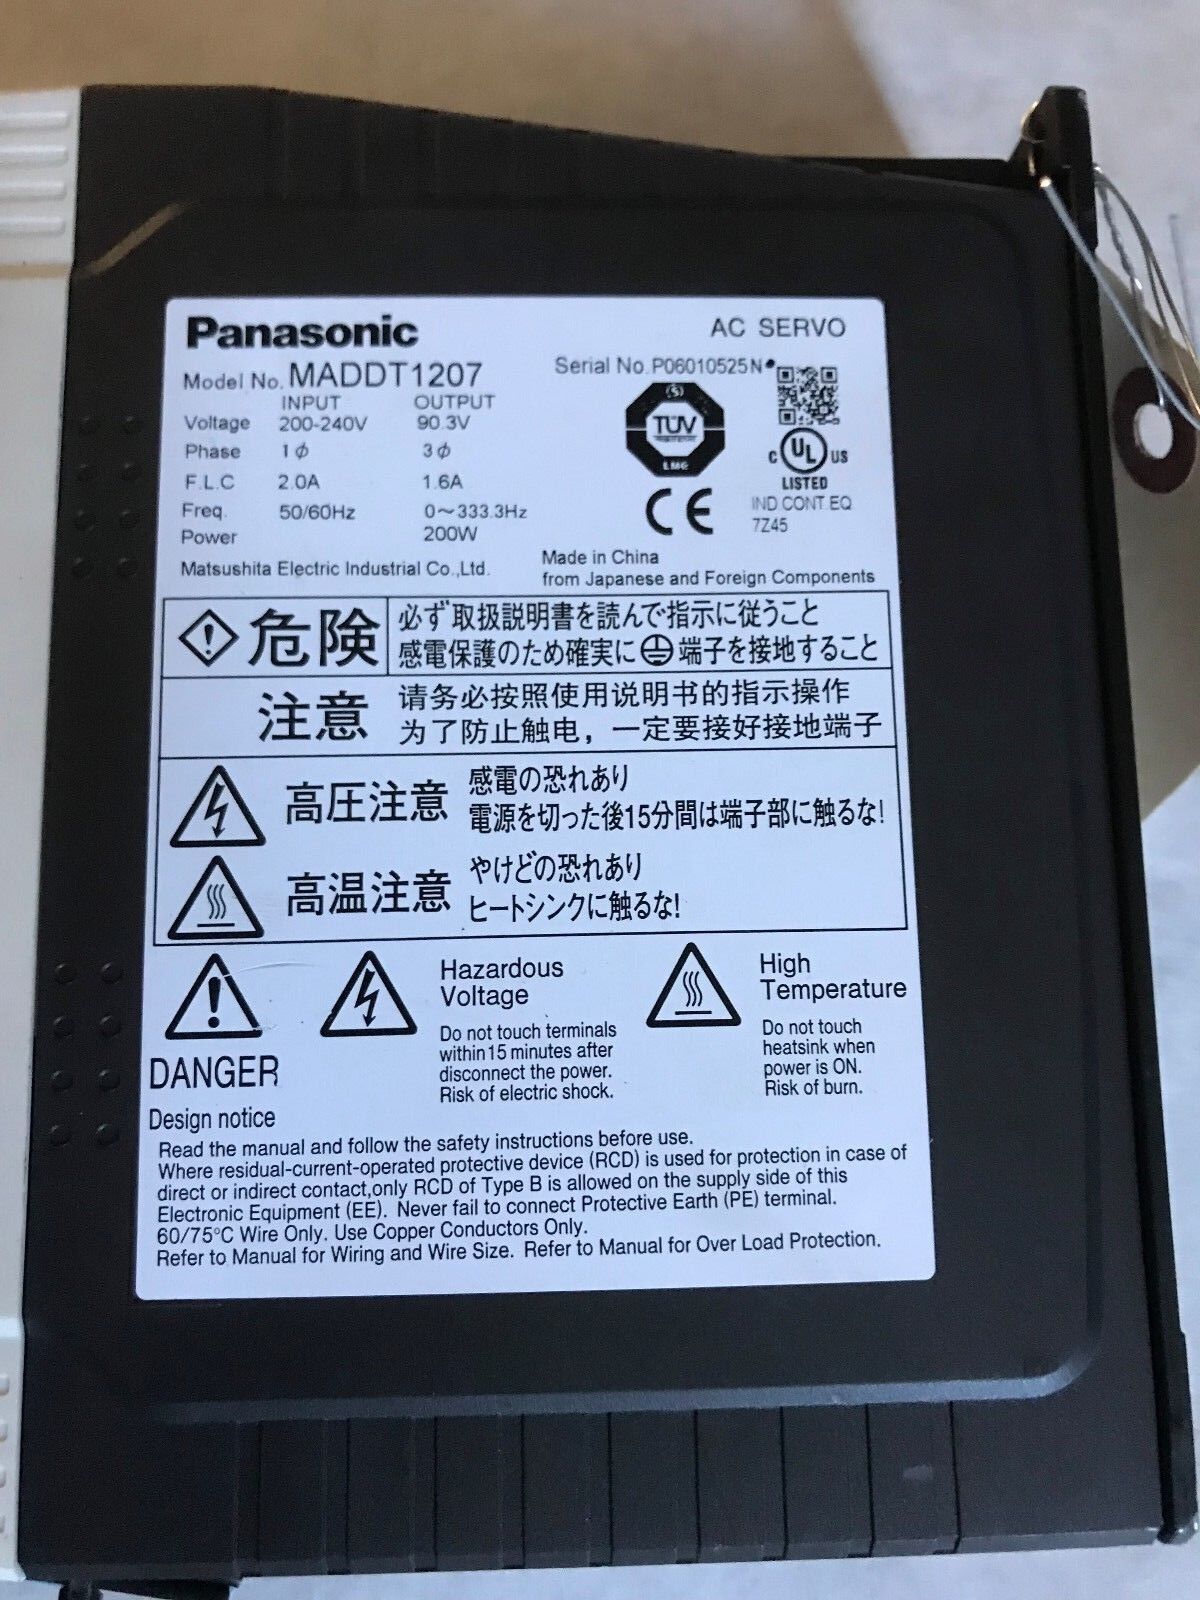 Panasonic
AC SERVO
Model No. MADDT1207
Serial No. P06010525N
INPUT OUTPUT
Voltage 200-240V 90.3V
Phase 1ϕ 3ϕ
F.L.C 2.0A 1.6A
Freq. 50/60Hz 0～333.3Hz
Power 200W
TÜV
C UL US
LISTED
IND.CONT.EQ
7Z45
CE
Matsushita Electric Industrial Co.,Ltd.
Made in China
from Japanese and Foreign Components
危険
必ず取扱説明書を読んで指示に従うこと
感電保護のため確実に⏚端子を接地すること
注意
请务必按照使用说明书的指示操作
为了防止触电，一定要接好接地端子
高圧注意
感電の恐れあり
電源を切った後15分間は端子部に触るな!
高温注意
やけどの恐れあり
ヒートシンクに触るな!
DANGER
Hazardous
Voltage
Do not touch terminals
within 15 minutes after
disconnect the power.
Risk of electric shock.
High
Temperature
Do not touch
heatsink when
power is ON.
Risk of burn.
Design notice
Read the manual and follow the safety instructions before use.
Where residual-current-operated protective device (RCD) is used for protection in case of
direct or indirect contact,only RCD of Type B is allowed on the supply side of this
Electronic Equipment (EE). Never fail to connect Protective Earth (PE) terminal.
60/75°C Wire Only. Use Copper Conductors Only.
Refer to Manual for Wiring and Wire Size. Refer to Manual for Over Load Protection.